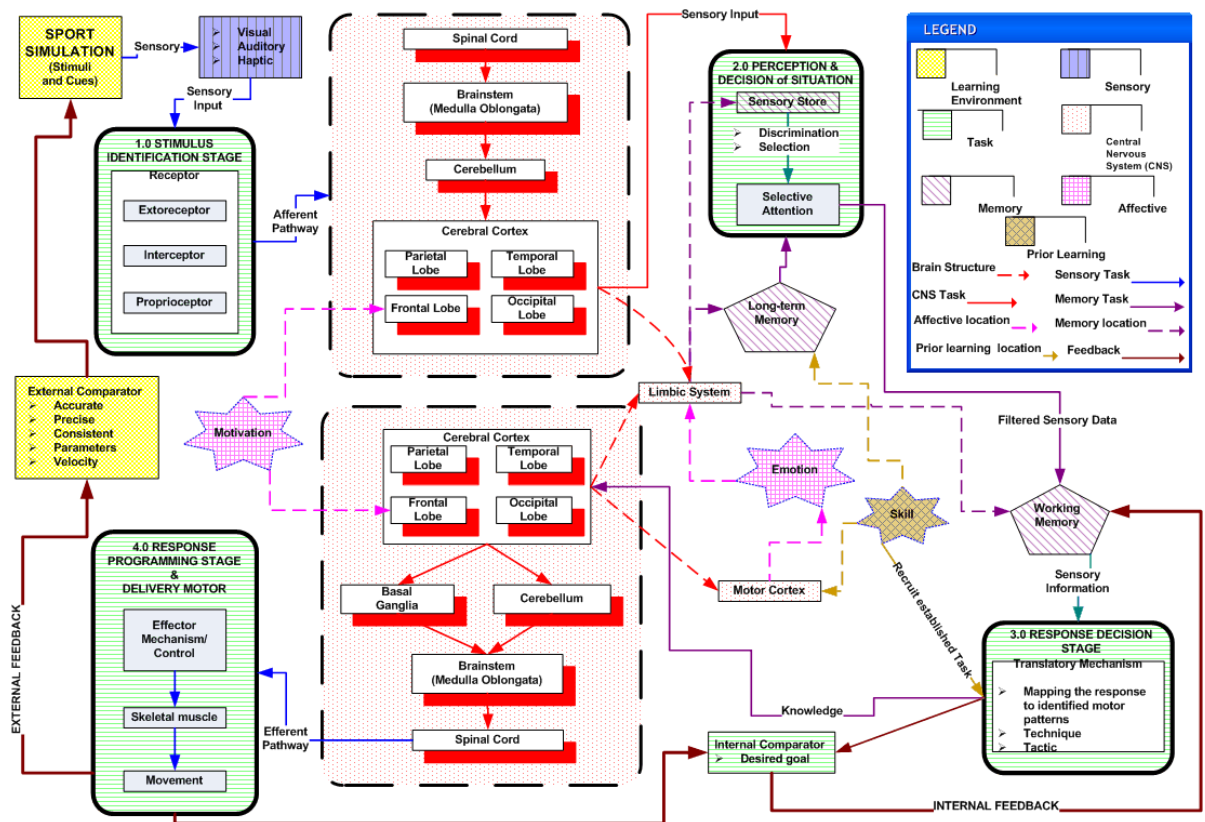 SPORT
SIMULATION
(Stimuli
and Cues)
Sensory
Visual
Auditory
Haptic
Sensory
Input
1.0 STIMULUS
IDENTIFICATION STAGE
Receptor
Extoreceptor
Interceptor
Proprioceptor
Afferent
Pathway
Spinal Cord
Brainstem
(Medulla Oblongata)
Cerebellum
Cerebral Cortex
Parietal
Lobe
Temporal
Lobe
Frontal Lobe
Occipital
Lobe
Sensory Input
2.0 PERCEPTION &
DECISION of SITUATION
Sensory Store
Discrimination
Selection
Selective
Attention
Long-term
Memory
LEGEND
Learning
Environment
Sensory
Task
Central
Nervous
System (CNS)
Memory
Affective
Prior Learning
Brain Structure
Sensory Task
CNS Task
Memory Task
Affective location
Memory location
Prior learning location
Feedback
External Comparator
Accurate
Precise
Consistent
Parameters
Velocity
Motivation
Limbic System
Emotion
Skill
Filtered Sensory Data
Working
Memory
Sensory
Information
Cerebral Cortex
Parietal
Lobe
Temporal
Lobe
Frontal
Lobe
Occipital
Lobe
Basal
Ganglia
Cerebellum
Brainstem
(Medulla Oblongata)
Spinal Cord
Motor Cortex
Recruit established Task
3.0 RESPONSE DECISION
STAGE
Translatory Mechanism
Mapping the response
to identified motor
patterns
Technique
Tactic
Knowledge
Internal Comparator
Desired goal
INTERNAL FEEDBACK
4.0 RESPONSE
PROGRAMMING STAGE
&
DELIVERY MOTOR
Effector
Mechanism/
Control
Skeletal muscle
Movement
Efferent
Pathway
EXTERNAL FEEDBACK